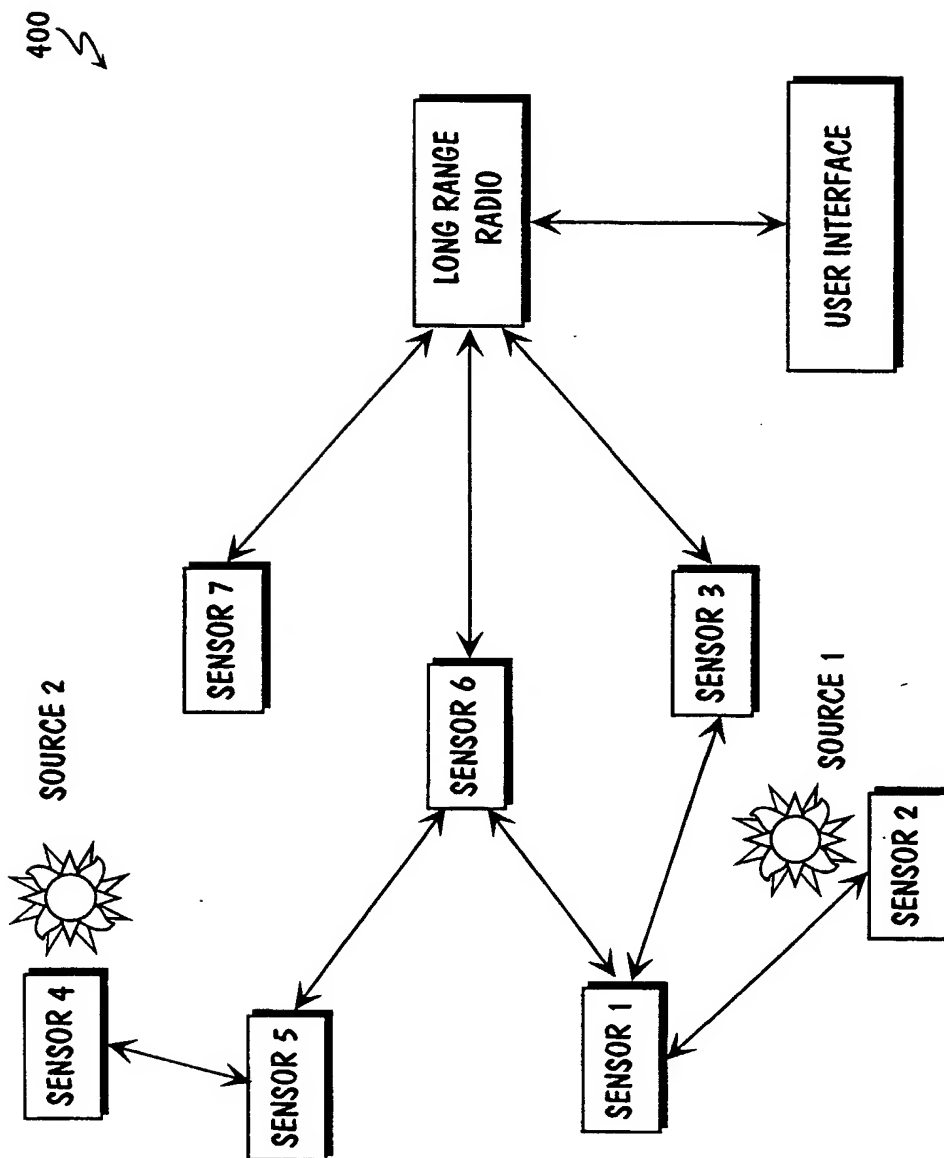 400
SENSOR 4
SOURCE 2
SENSOR 7
SENSOR 5
SENSOR 6
LONG RANGE
RADIO
SENSOR 1
SENSOR 3
SOURCE 1
USER INTERFACE
SENSOR 2